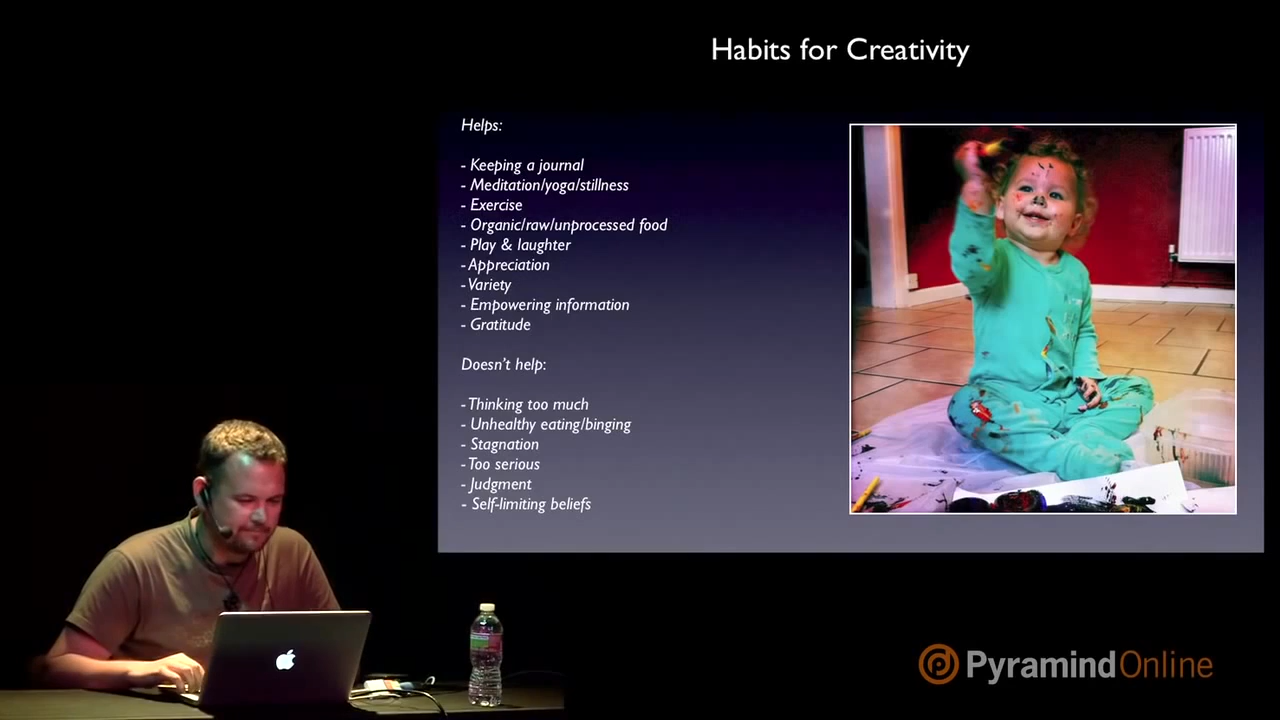 Habits for Creativity
Helps:
- Keeping a journal
- Meditation/yoga/stillness
- Exercise
- Organic/raw/unprocessed food
- Play & laughter
- Appreciation
- Variety
- Empowering information
- Gratitude
Doesn't help:
- Thinking too much
- Unhealthy eating/binging
- Stagnation
- Too serious
- Judgment
- Self-limiting beliefs
PyramindOnline